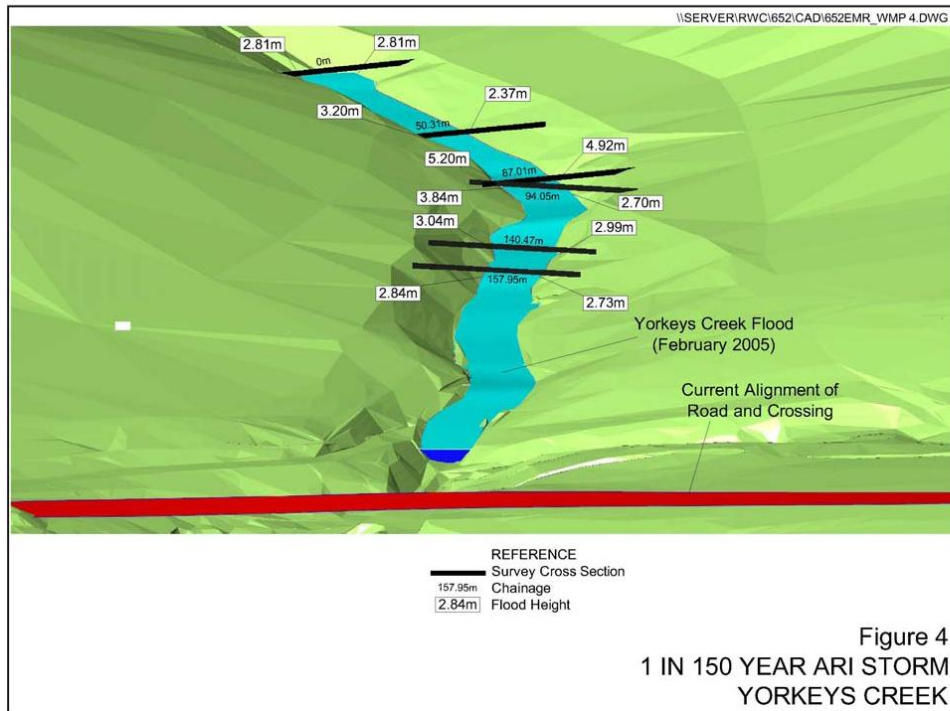 \\SERVER\RWC\652\CAD\652EMR_WMP 4.DWG
2.81m
0m
2.81m
3.20m
50.31m
2.37m
5.20m
87.01m
4.92m
3.84m
94.05m
2.70m
3.04m
140.47m
2.99m
2.84m
157.95m
2.73m
Yorkeys Creek Flood
(February 2005)
Current Alignment of
Road and Crossing
REFERENCE
Survey Cross Section
157.95m Chainage
2.84m Flood Height
Figure 4
1 IN 150 YEAR ARI STORM
YORKEYS CREEK